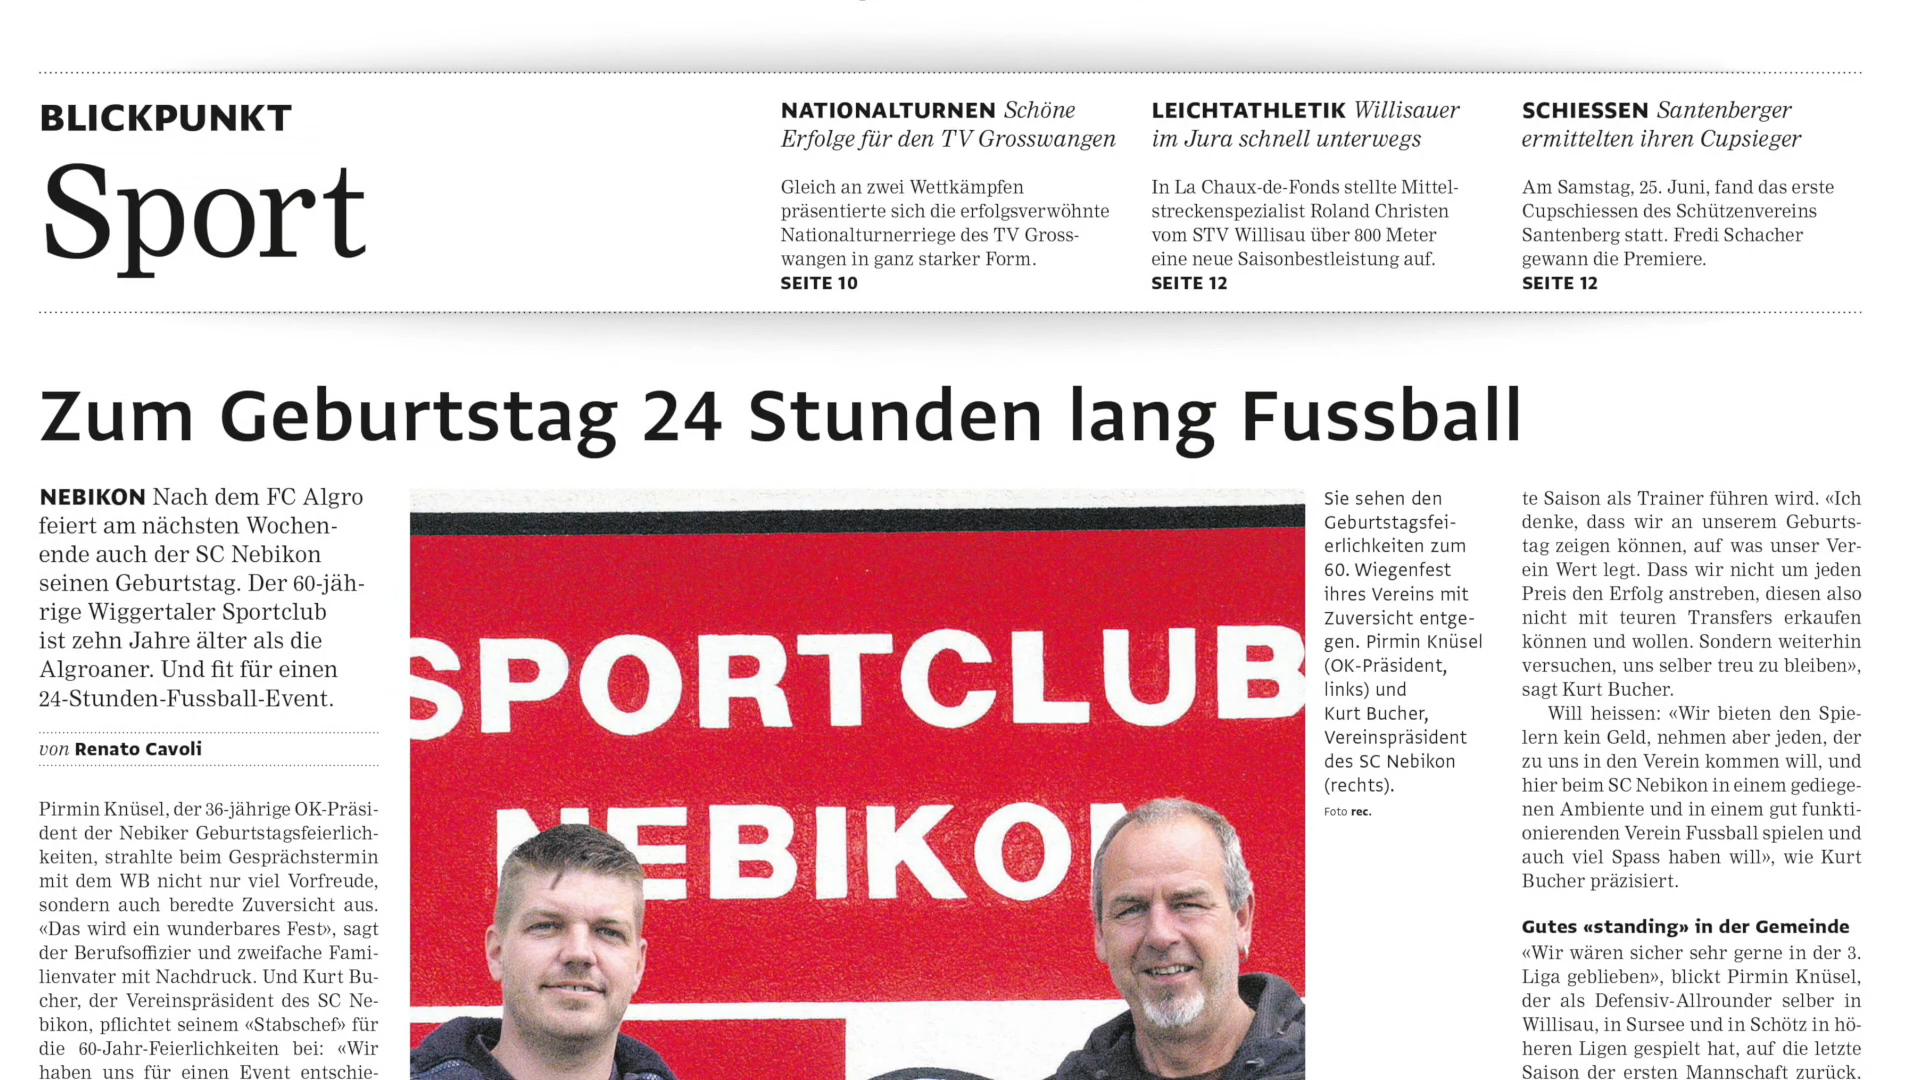 BLICKPUNKT
Sport
NATIONALTURNEN Schöne
Erfolge für den TV Grosswangen
Gleich an zwei Wettkämpfen
präsentierte sich die erfolgsverwöhnte
Nationalturnerriege des TV Gross-
wangen in ganz starker Form.
SEITE 10
LEICHTATHLETIK Willisauer
im Jura schnell unterwegs
In La Chaux-de-Fonds stellte Mittel-
streckenspezialist Roland Christen
vom STV Willisau über 800 Meter
eine neue Saisonbestleistung auf.
SEITE 12
SCHIESSEN Santenberger
ermittelten ihren Cupsieger
Am Samstag, 25. Juni, fand das erste
Cupschiessen des Schützenvereins
Santenberg statt. Fredi Schacher
gewann die Premiere.
SEITE 12
Zum Geburtstag 24 Stunden lang Fussball
NEBIKON Nach dem FC Algro
feiert am nächsten Wochen-
ende auch der SC Nebikon
seinen Geburtstag. Der 60-jäh-
rige Wiggertaler Sportclub
ist zehn Jahre älter als die
Algroaner. Und fit für einen
24-Stunden-Fussball-Event.
von Renato Cavoli
Pirmin Knüsel, der 36-jährige OK-Präsi-
dent der Nebiker Geburtstagsfeierlich-
keiten, strahlte beim Gesprächstermin
mit dem WB nicht nur viel Vorfreude,
sondern auch beredte Zuversicht aus.
«Das wird ein wunderbares Fest», sagt
der Berufsoffizier und zweifache Fami-
lienvater mit Nachdruck. Und Kurt Bu-
cher, der Vereinspräsident des SC Ne-
bikon, pflichtet seinem «Stabschef» für
die 60-Jahr-Feierlichkeiten bei: «Wir
haben uns für einen Event entschie-
SPORTCLUB
NEBIKON
Sie sehen den
Geburtstagsfei-
erlichkeiten zum
60. Wiegenfest
ihres Vereins mit
Zuversicht entge-
gen. Pirmin Knüsel
(OK-Präsident,
links) und
Kurt Bucher,
Vereinspräsident
des SC Nebikon
(rechts).
Foto rec.
te Saison als Trainer führen wird. «Ich
denke, dass wir an unserem Geburts-
tag zeigen können, auf was unser Ver-
ein Wert legt. Dass wir nicht um jeden
Preis den Erfolg anstreben, diesen also
nicht mit teuren Transfers erkaufen
können und wollen. Sondern weiterhin
versuchen, uns selber treu zu bleiben»,
sagt Kurt Bucher.
Will heissen: «Wir bieten den Spie-
lern kein Geld, nehmen aber jeden, der
zu uns in den Verein kommen will, und
hier beim SC Nebikon in einem gediege-
nen Ambiente und in einem gut funkti-
onierenden Verein Fussball spielen und
auch viel Spass haben will», wie Kurt
Bucher präzisiert.
Gutes «standing» in der Gemeinde
«Wir wären sicher sehr gerne in der 3.
Liga geblieben», blickt Pirmin Knüsel,
der als Defensiv-Allrounder selber in
Willisau, in Sursee und in Schötz in hö-
heren Ligen gespielt hat, auf die letzte
Saison der ersten Mannschaft zurück.